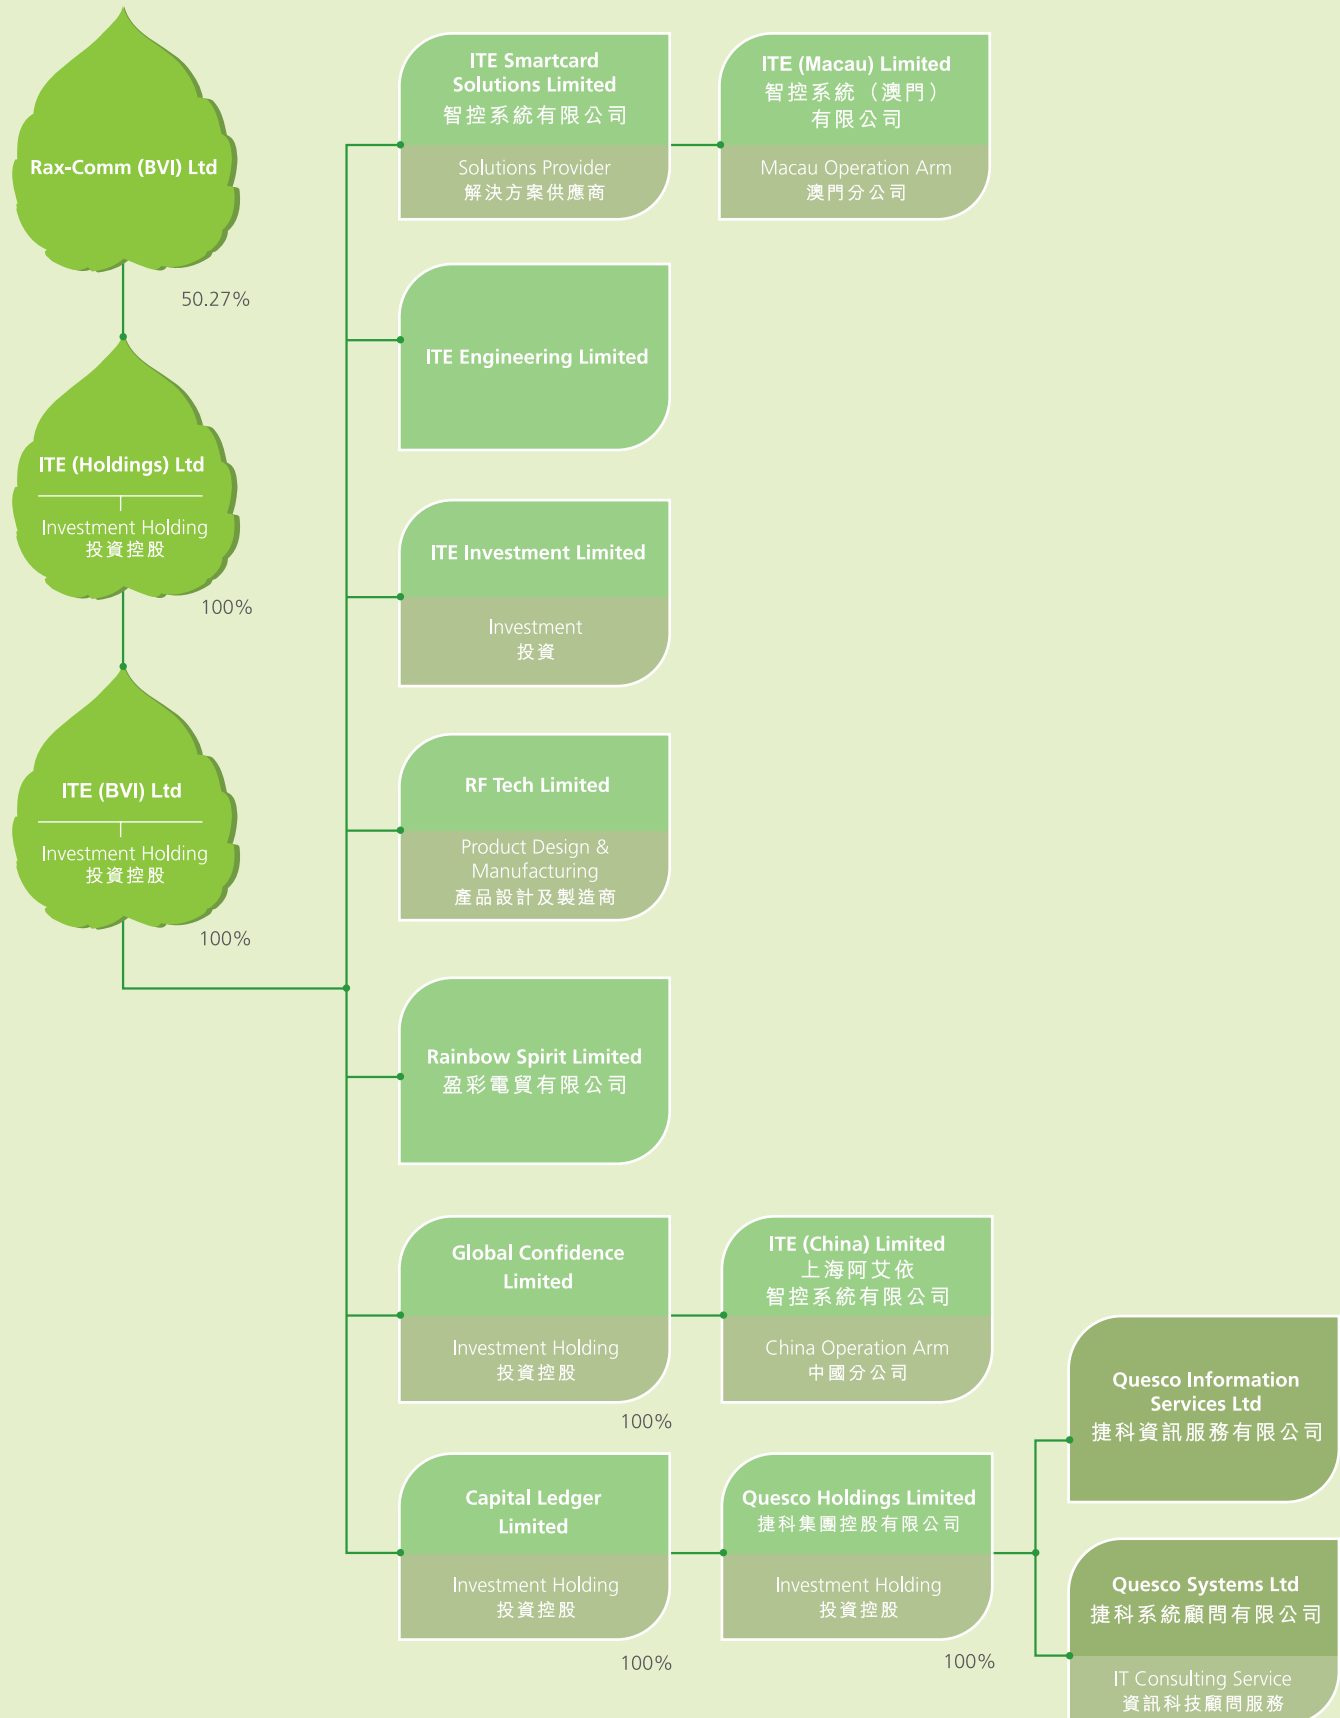 Rax-Comm (BVI) Ltd
50.27%
ITE (Holdings) Ltd
Investment Holding
投資控股
100%
ITE (BVI) Ltd
Investment Holding
投資控股
100%
ITE Smartcard
Solutions Limited
智控系統有限公司
Solutions Provider
解決方案供應商
ITE (Macau) Limited
智控系統（澳門）
有限公司
Macau Operation Arm
澳門分公司
ITE Engineering Limited
ITE Investment Limited
Investment
投資
RF Tech Limited
Product Design &
Manufacturing
產品設計及製造商
Rainbow Spirit Limited
盈彩電貿有限公司
Global Confidence
Limited
Investment Holding
投資控股
100%
ITE (China) Limited
上海阿艾依
智控系統有限公司
China Operation Arm
中國分公司
Capital Ledger
Limited
Investment Holding
投資控股
100%
Quesco Holdings Limited
捷科集團控股有限公司
Investment Holding
投資控股
100%
Quesco Information
Services Ltd
捷科資訊服務有限公司
Quesco Systems Ltd
捷科系統顧問有限公司
IT Consulting Service
資訊科技顧問服務